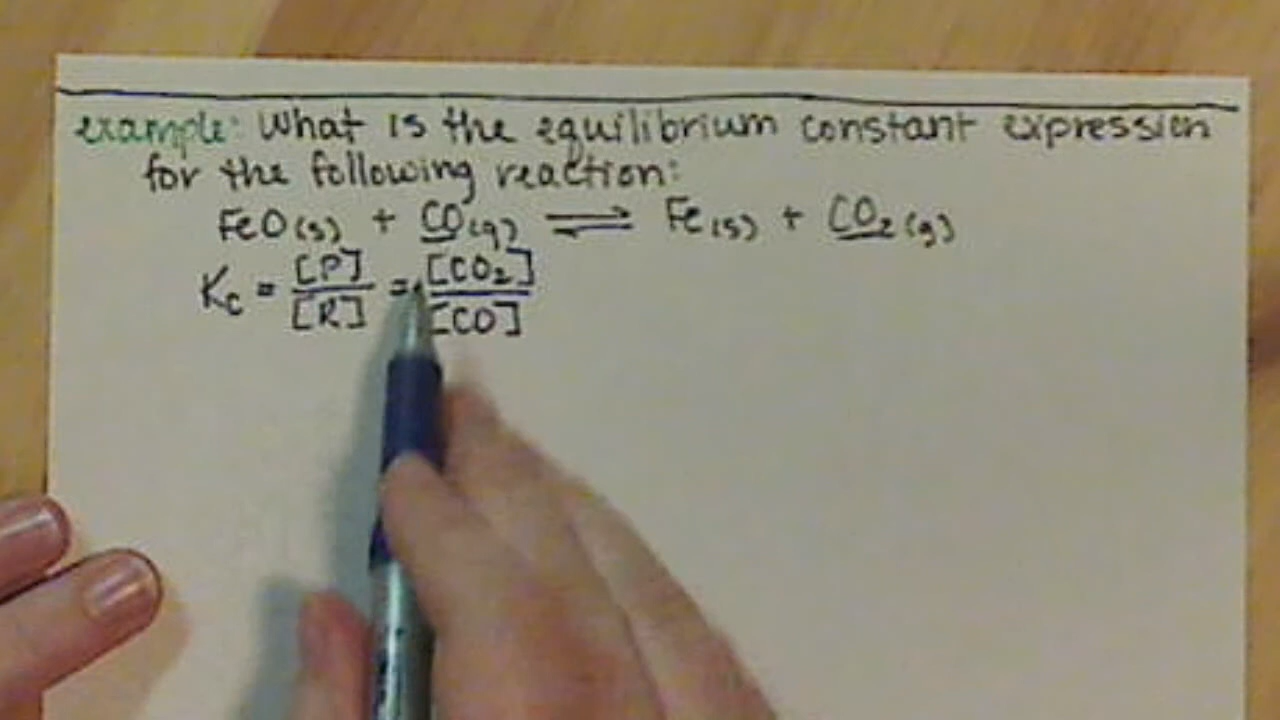 example: What is the equilibrium constant expression
for the following reaction:
FeO(s) + CO(g) ⇌ Fe(s) + CO₂(g)
Kc = [P]/[R] = [CO₂]/[CO]